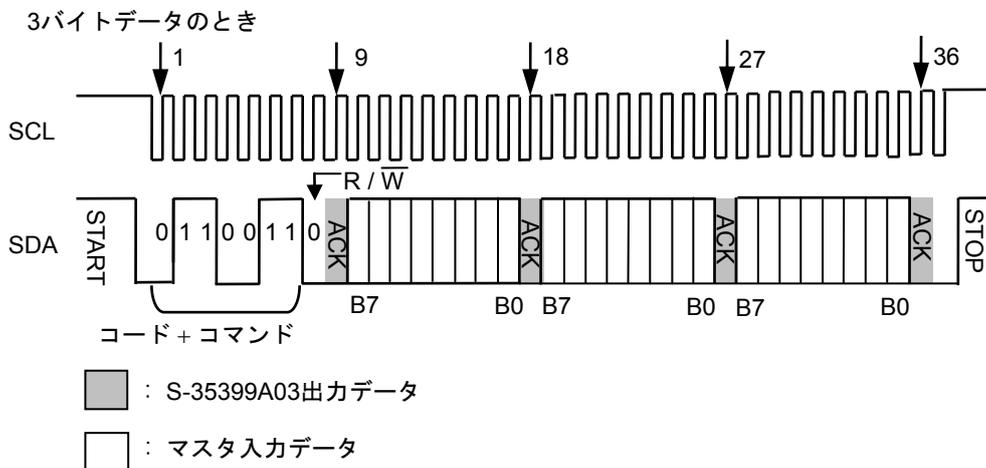 3バイトデータのとき
1 9 18 27 36
SCL
R / W
SDA
START 0 1 1 0 0 1 1 0 ACK ACK ACK ACK STOP
B7 B0 B7 B0 B7 B0
コード + コマンド
: S-35399A03出力データ
: マスタ入力データ